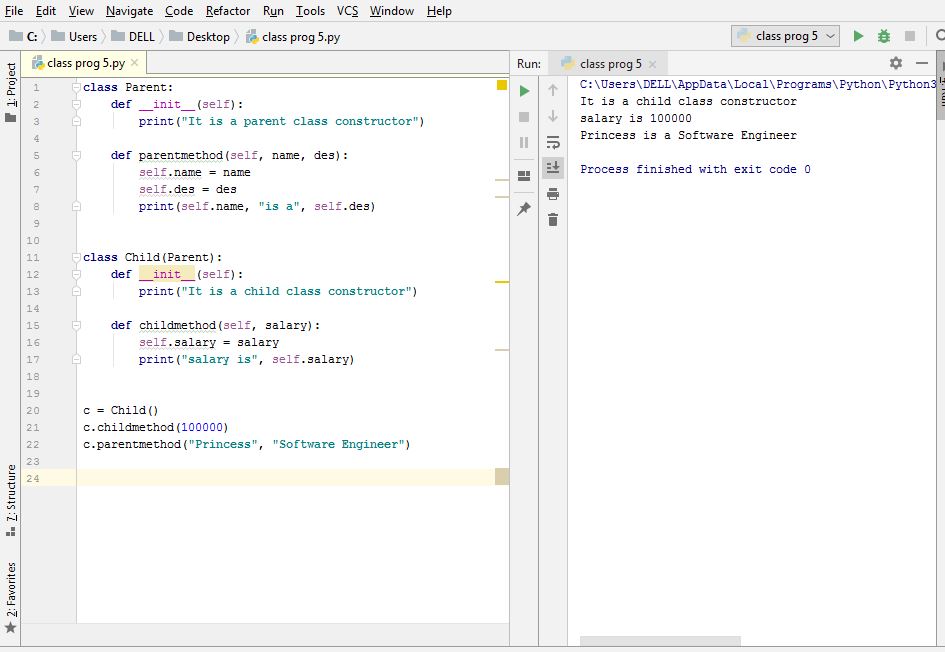 File Edit View Navigate Code Refactor Run Tools VCS Window Help
C: Users DELL Desktop class prog 5.py class prog 5
1: Project
class prog 5.py
1 class Parent:
2 def __init__(self):
3 print("It is a parent class constructor")
4
5 def parentmethod(self, name, des):
6 self.name = name
7 self.des = des
8 print(self.name, "is a", self.des)
9
10
11 class Child(Parent):
12 def __init__(self):
13 print("It is a child class constructor")
14
15 def childmethod(self, salary):
16 self.salary = salary
17 print("salary is", self.salary)
18
19
20 c = Child()
21 c.childmethod(100000)
22 c.parentmethod("Princess", "Software Engineer")
23
24
7: Structure
2: Favorites
Run: class prog 5
C:\Users\DELL\AppData\Local\Programs\Python\Python3
It is a child class constructor
salary is 100000
Princess is a Software Engineer
Process finished with exit code 0